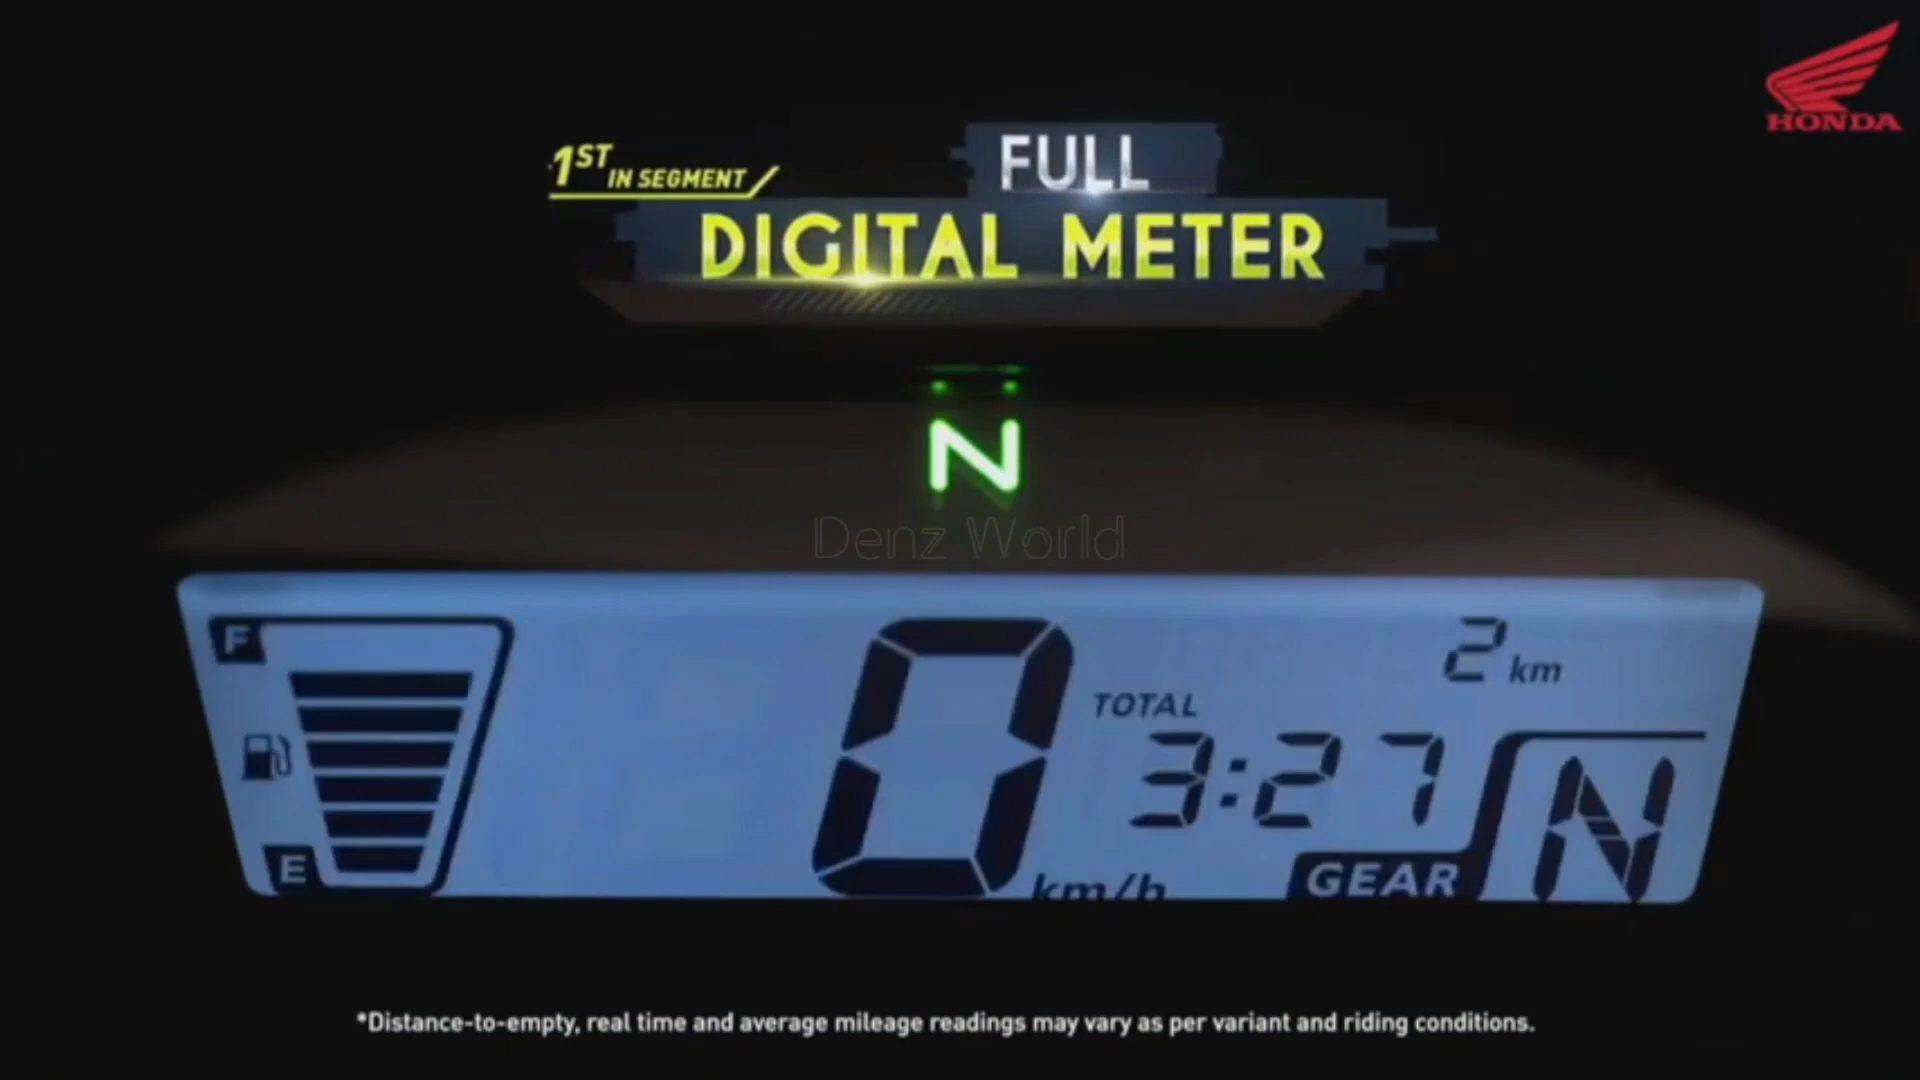 HONDA
1ST IN SEGMENT
FULL
DIGITAL METER
N
Denz World
F
2 km
TOTAL
3:27
0 km/h
E
GEAR N
*Distance-to-empty, real time and average mileage readings may vary as per variant and riding conditions.